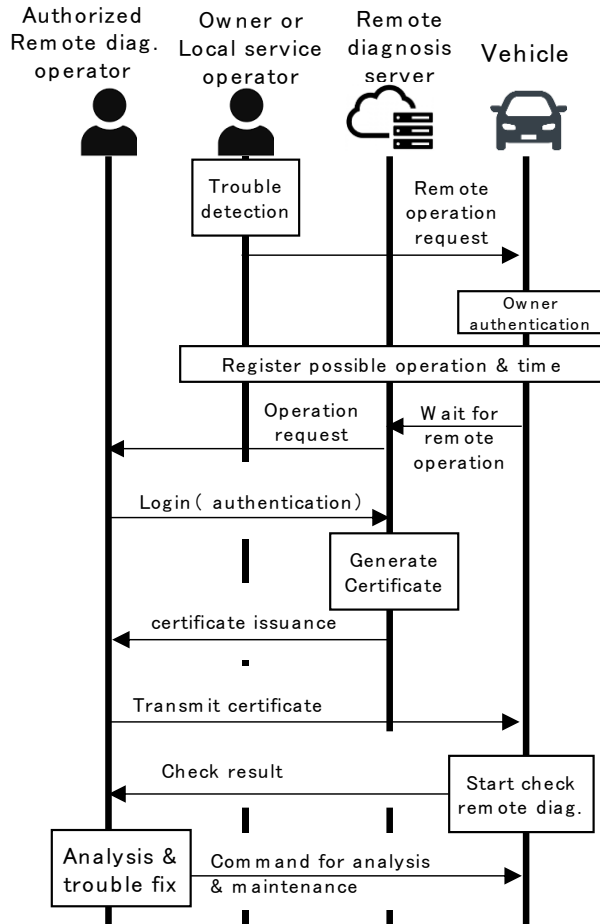 Authorized
Remote diag.
operator
Owner or
Local service
operator
Remote
diagnosis
server
Vehicle
Trouble
detection
Remote
operation
request
Owner
authentication
Register possible operation & time
Operation
request
Wait for
remote
operation
Login( authentication)
Generate
Certificate
certificate issuance
Transmit certificate
Check result
Start check
remote diag.
Analysis &
trouble fix
Command for analysis
& maintenance